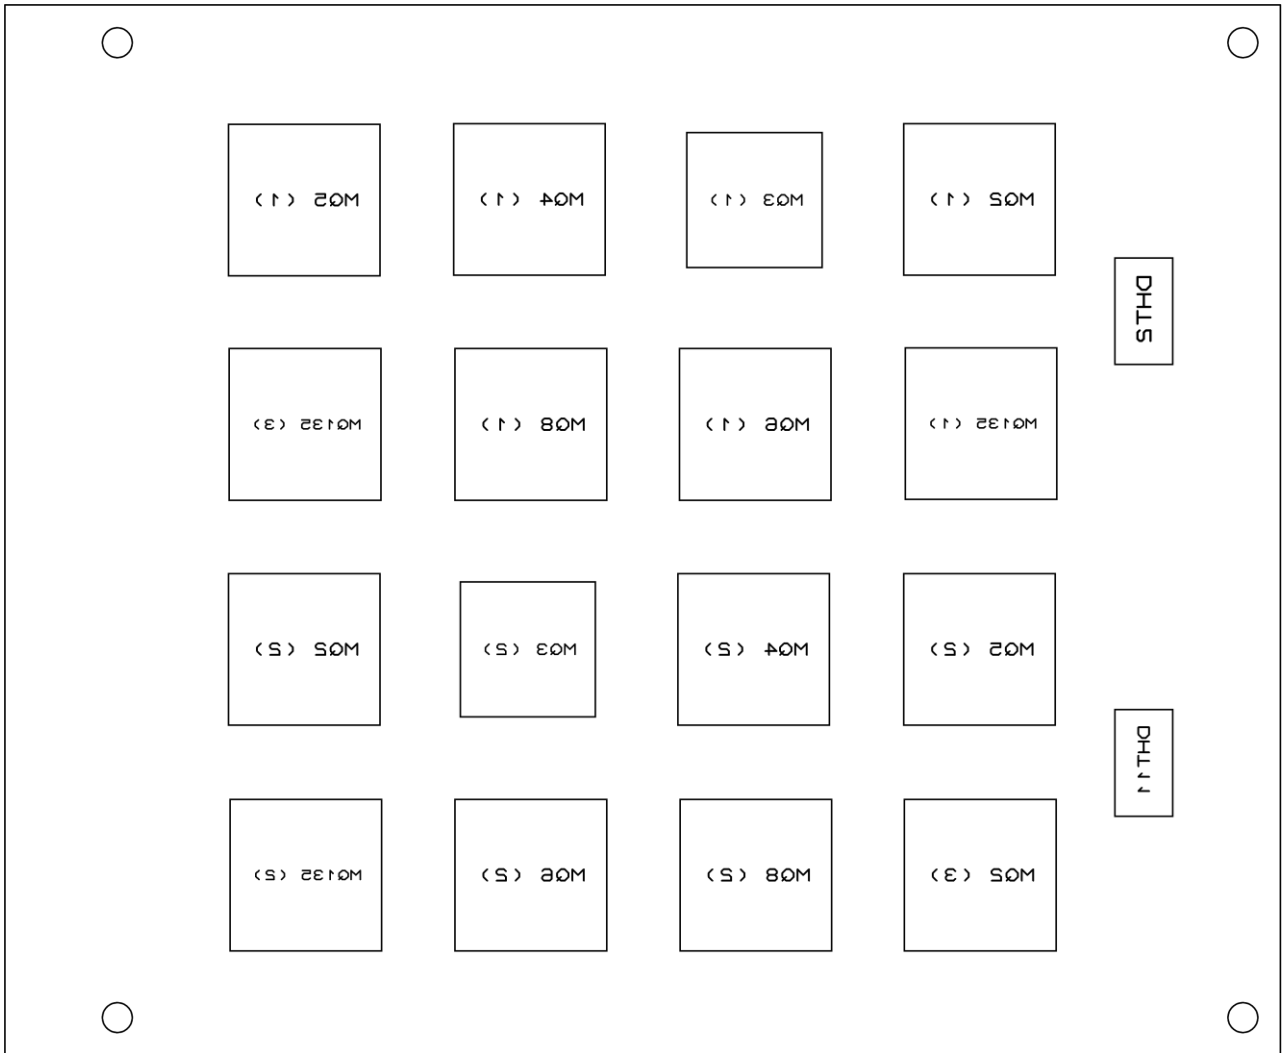 MQ5 (1)
MQ4 (1)
MQ3 (1)
MQ2 (1)
DHT2
MQ135 (3)
MQ8 (1)
MQ6 (1)
MQ135 (1)
MQ2 (2)
MQ3 (2)
MQ4 (2)
MQ5 (2)
DHT11
MQ135 (2)
MQ6 (2)
MQ8 (2)
MQ2 (3)